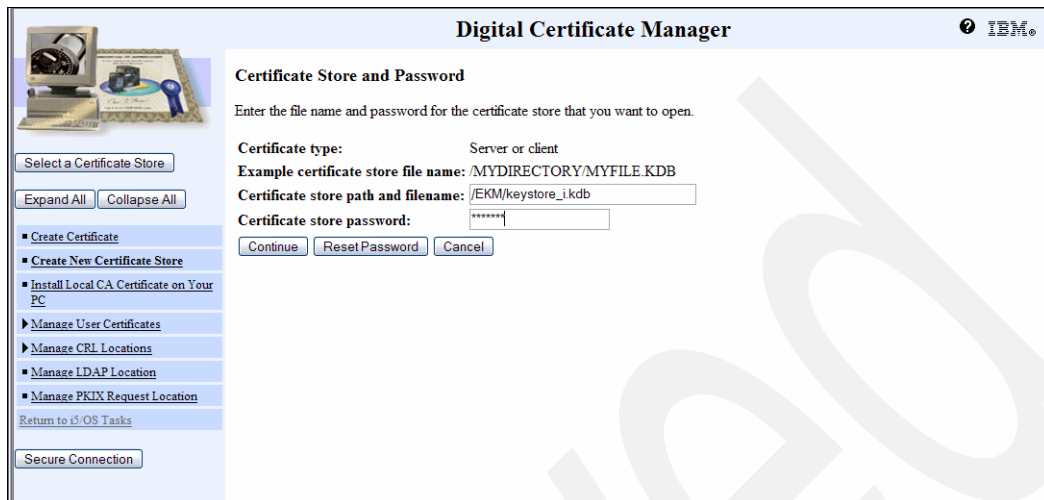 Digital Certificate Manager
IBM®
Certificate Store and Password
Enter the file name and password for the certificate store that you want to open.
Certificate type: Server or client
Example certificate store file name: /MYDIRECTORY/MYFILE.KDB
Certificate store path and filename: /EKM/keystore_i.kdb
Certificate store password: *******
Continue Reset Password Cancel
Select a Certificate Store
Expand All Collapse All
Create Certificate
Create New Certificate Store
Install Local CA Certificate on Your
PC
Manage User Certificates
Manage CRL Locations
Manage LDAP Location
Manage PKIX Request Location
Return to i5/OS Tasks
Secure Connection